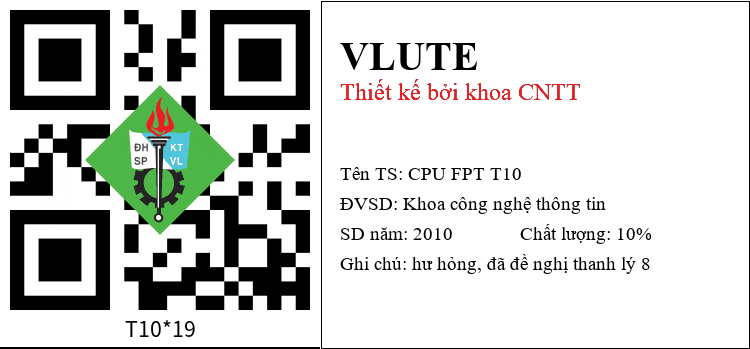 ĐH KT
SP VL
T10*19
VLUTE
Thiết kế bởi khoa CNTT
Tên TS: CPU FPT T10
ĐVSD: Khoa công nghệ thông tin
SD năm: 2010 Chất lượng: 10%
Ghi chú: hư hỏng, đã đề nghị thanh lý 8